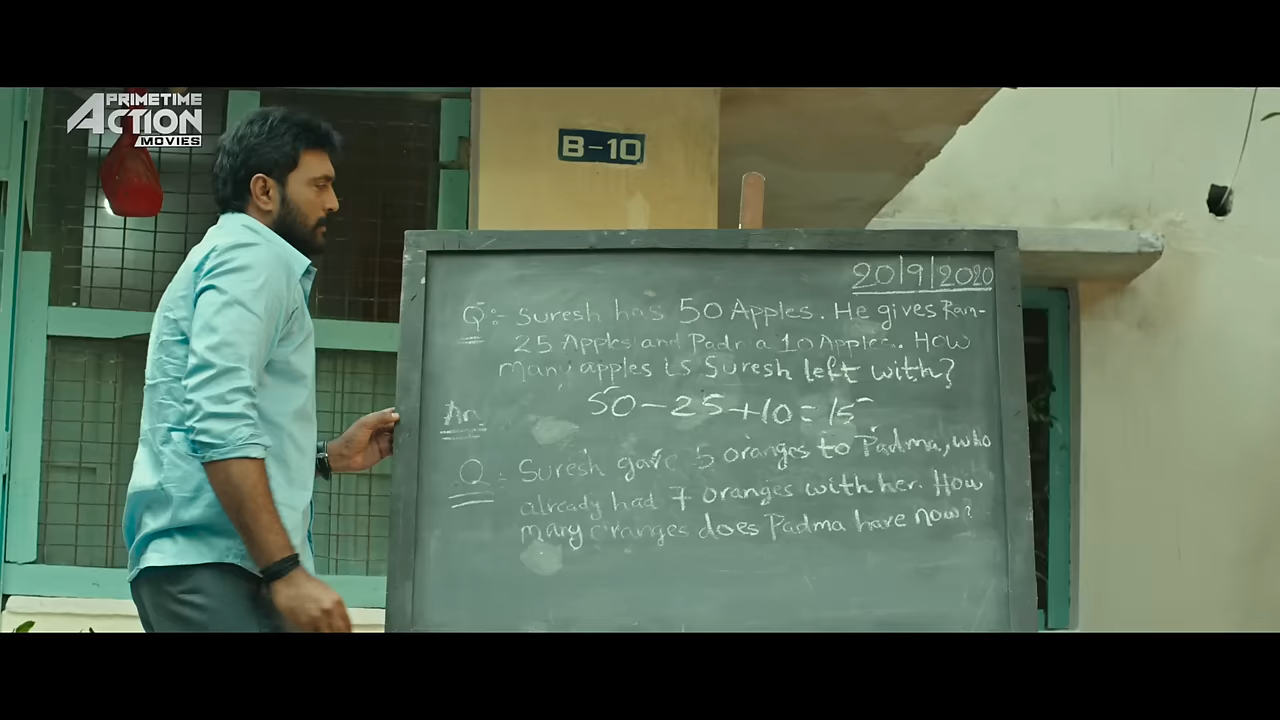 A PRIMETIME
ACTION
MOVIES
B-10
20/9/2020
Q:- Suresh has 50 Apples. He gives Ram-
25 Apples and Padma 10 Apples. How
many apples is Suresh left with?
An
50-25+10=15
Q:- Suresh gave 5 oranges to Padma, who
already had 7 oranges with her. How
many oranges does Padma have now?